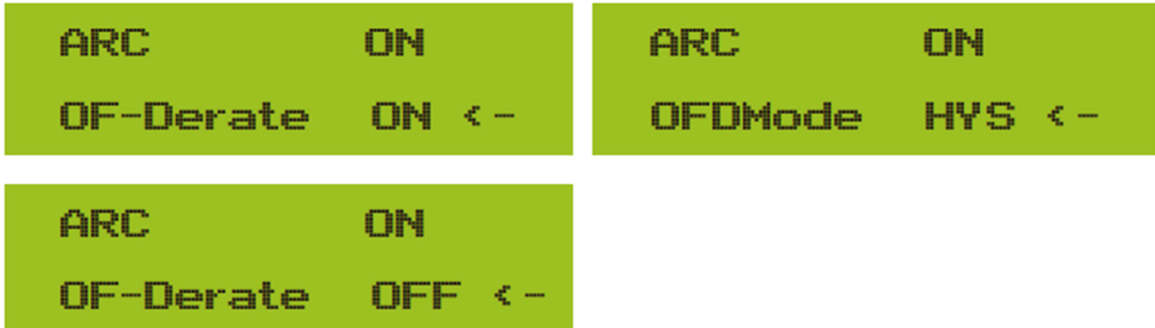 ARC ON
OF-Derate ON <-
ARC ON
OFDMode HYS <-
ARC ON
OF-Derate OFF <-